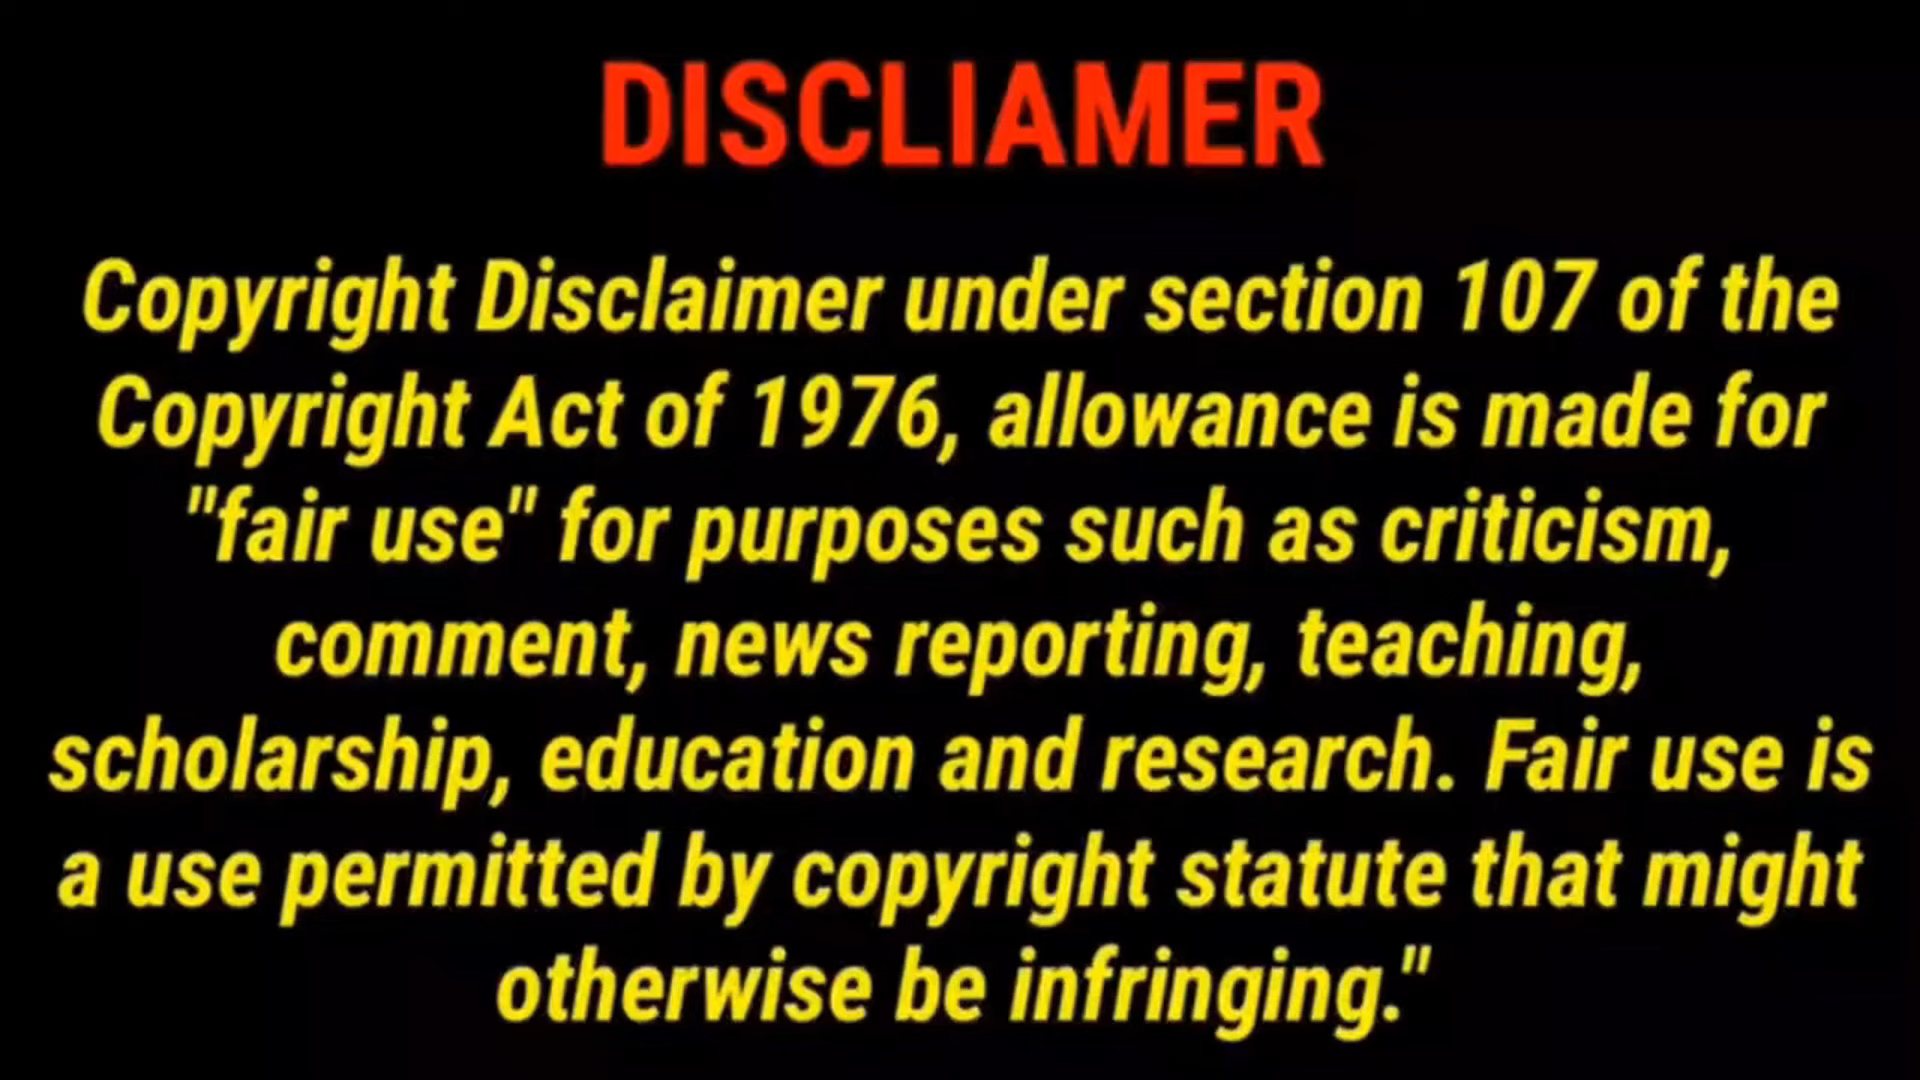 DISCLIAMER
Copyright Disclaimer under section 107 of the
Copyright Act of 1976, allowance is made for
"fair use" for purposes such as criticism,
comment, news reporting, teaching,
scholarship, education and research. Fair use is
a use permitted by copyright statute that might
otherwise be infringing."